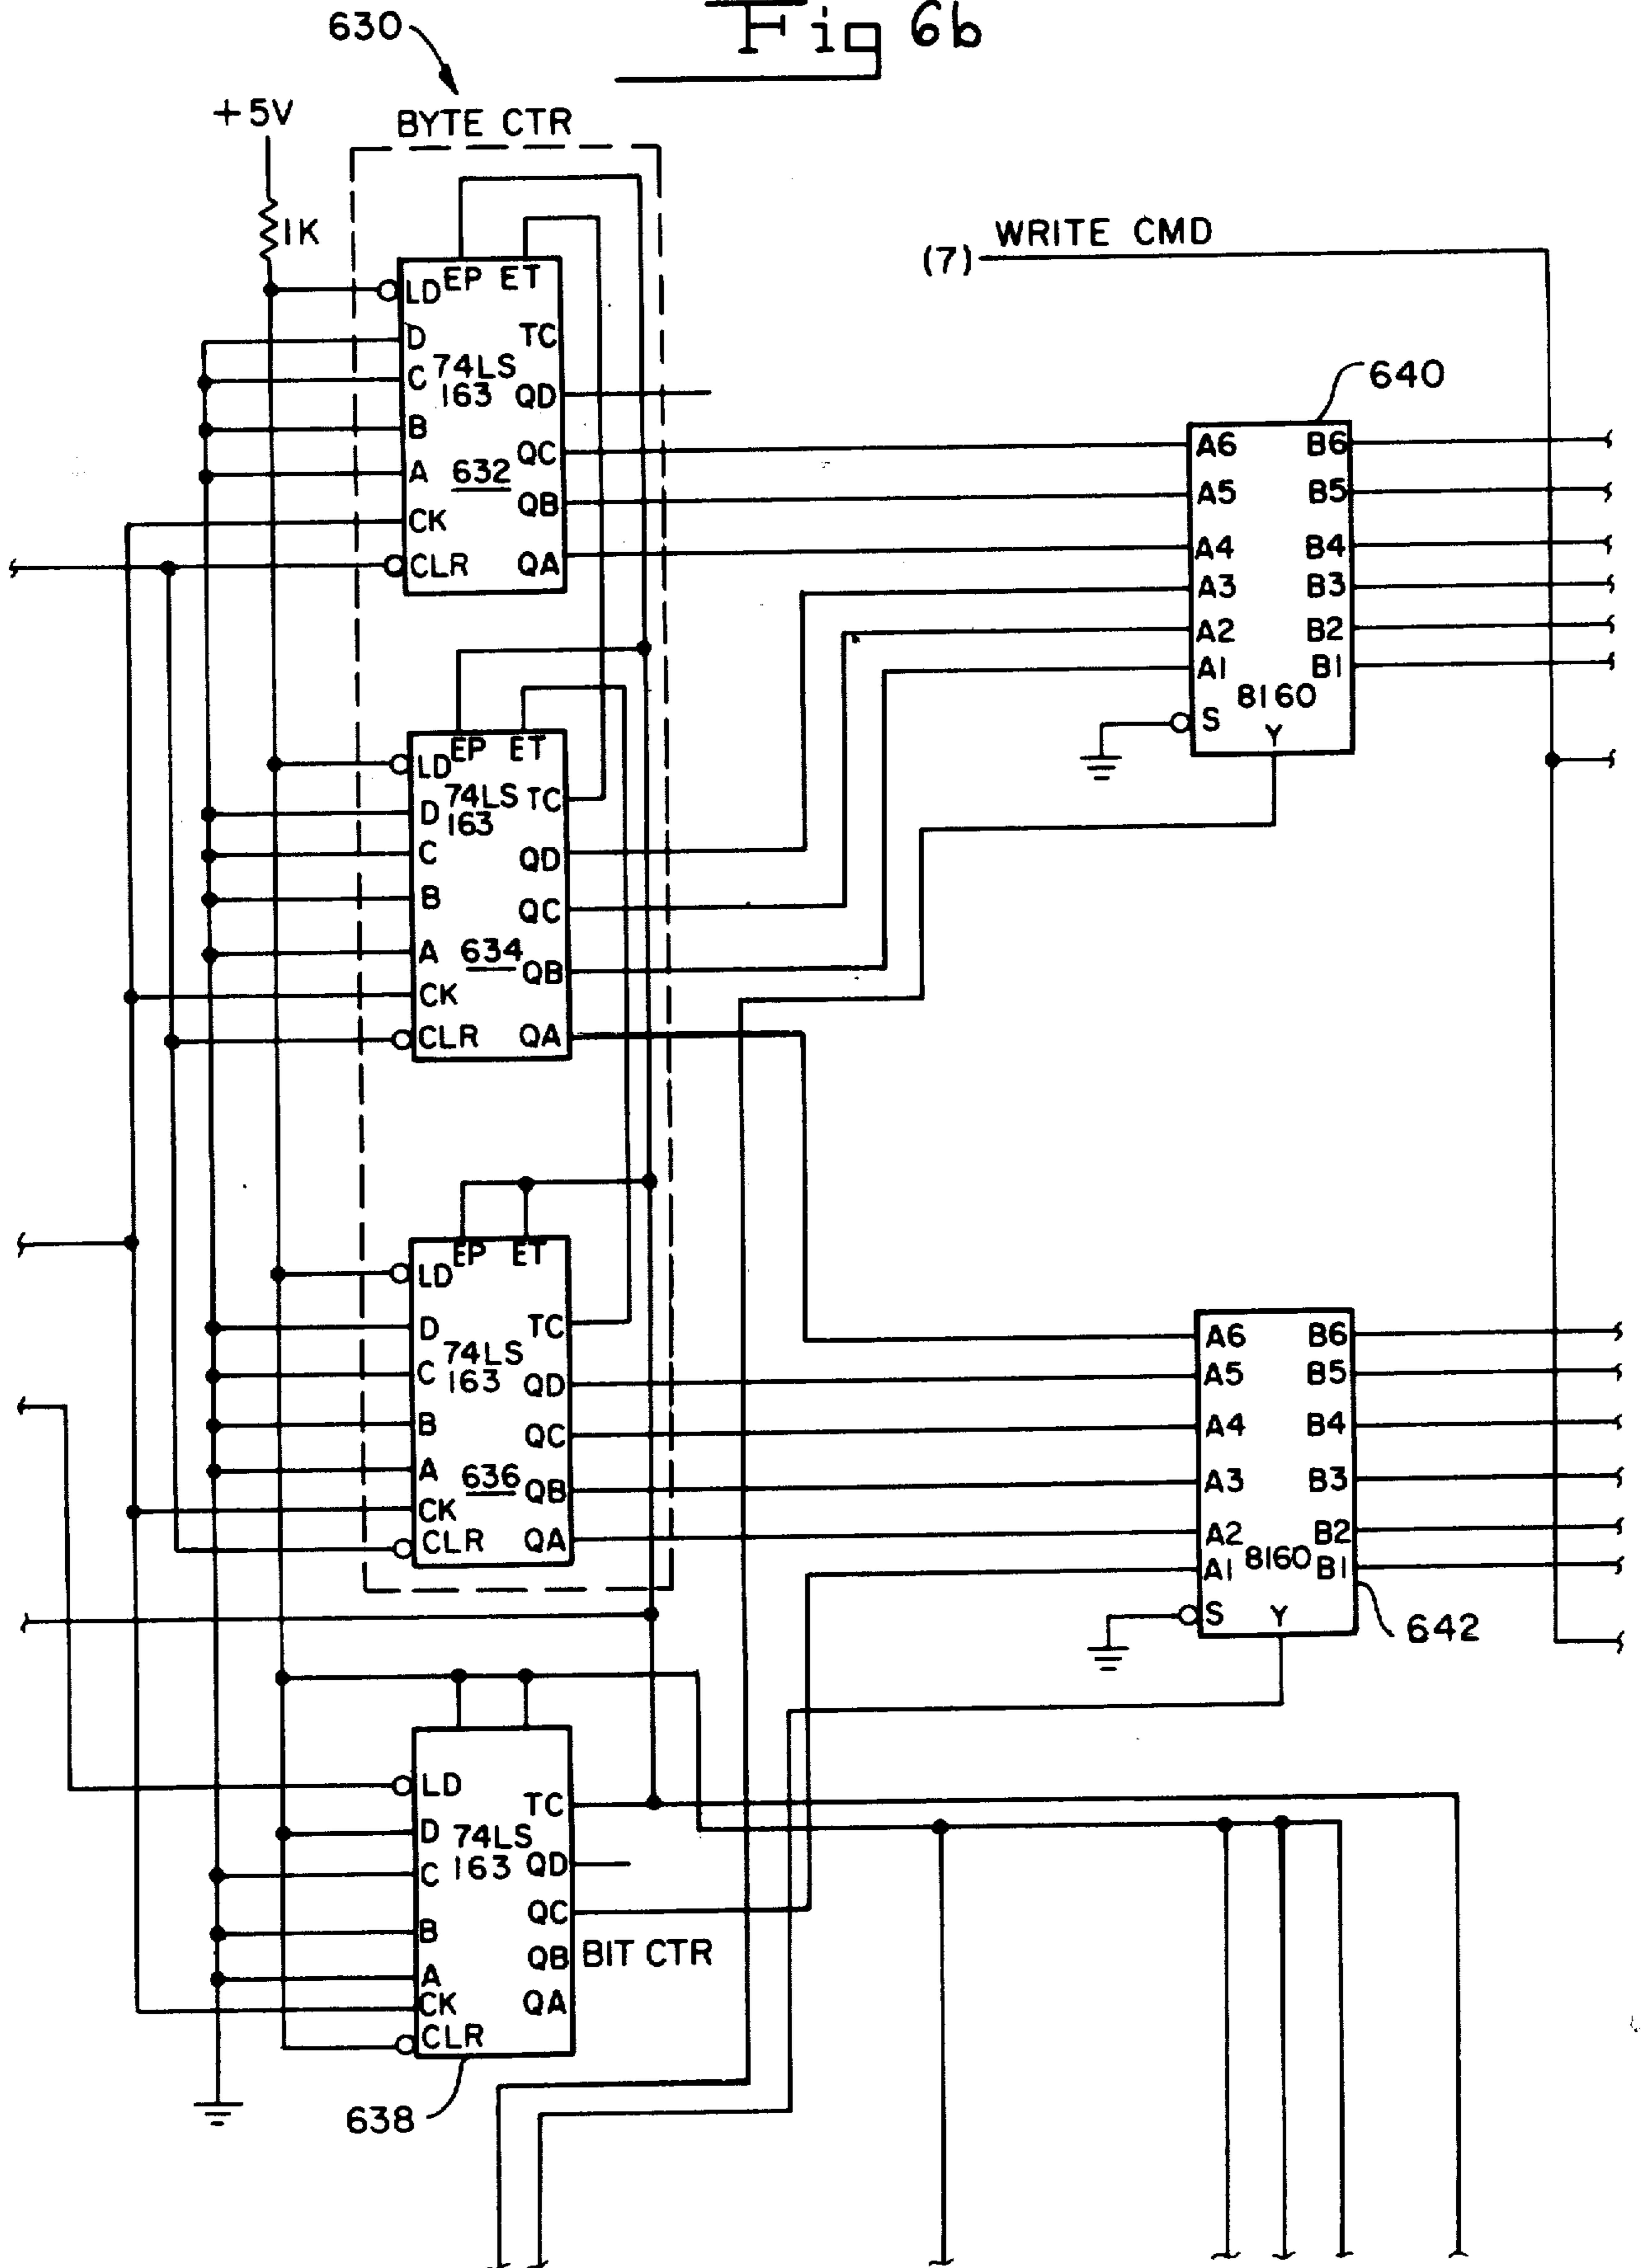 Fig 6b
630
+5V
BYTE CTR
1K
WRITE CMD
(7)
EP ET
LD
D
TC
C
74LS
163
QD
B
QC
A
632
QB
CK
CLR
QA
640
A6 B6
A5 B5
A4 B4
A3 B3
A2 B2
A1 B1
8160
S
Y
EP ET
LD
74LS
163
TC
D
C
QD
B
QC
A
634
QB
CK
CLR
QA
EP ET
LD
D
TC
74LS
163
C
QD
B
QC
A
636
QB
CK
CLR
QA
A6 B6
A5 B5
A4 B4
A3 B3
A2 B2
A1 8160 B1
S
Y
642
LD
TC
D
74LS
163
C
QD
QC
B
QB
BIT CTR
A
CK
QA
CLR
638